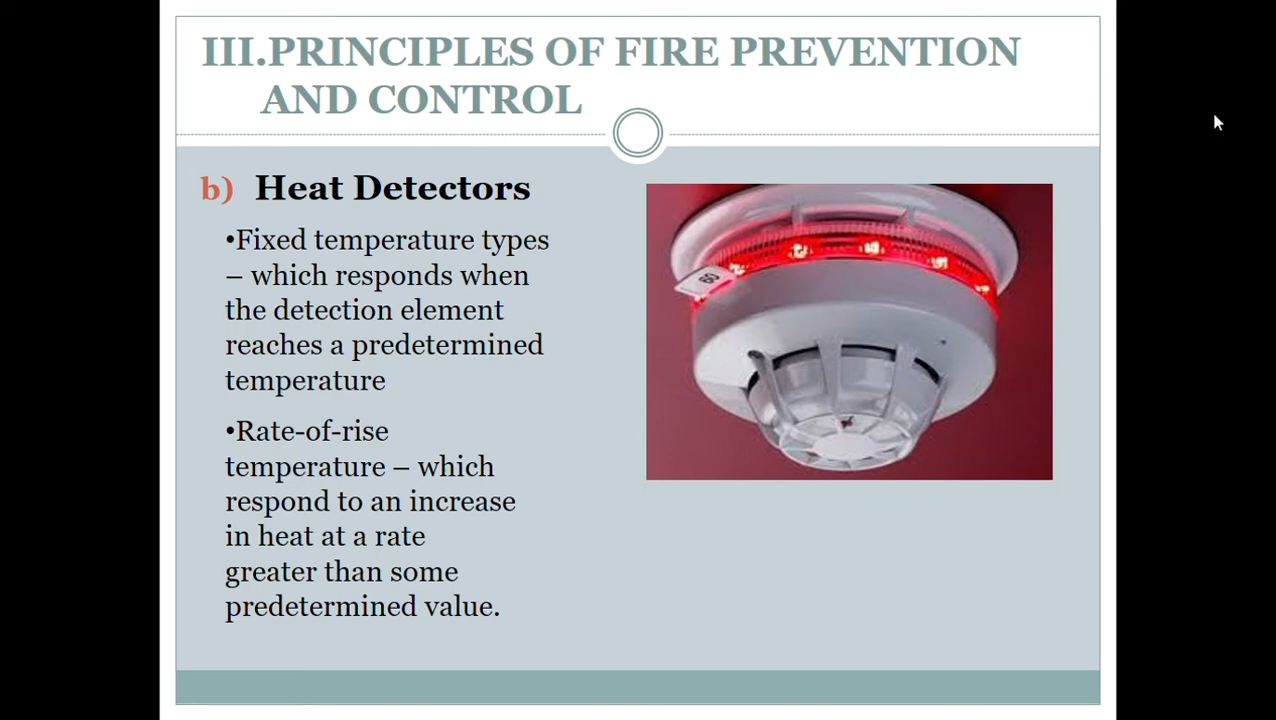 III.PRINCIPLES OF FIRE PREVENTION
AND CONTROL
b) Heat Detectors
•Fixed temperature types
– which responds when
the detection element
reaches a predetermined
temperature
•Rate-of-rise
temperature – which
respond to an increase
in heat at a rate
greater than some
predetermined value.
60